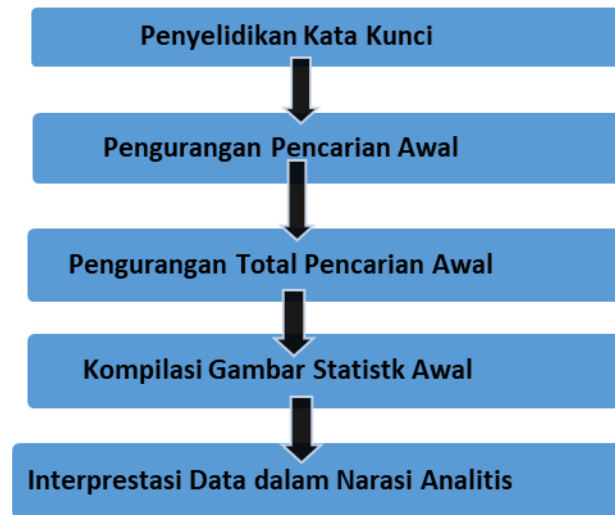 Penyelidikan Kata Kunci
Pengurangan Pencarian Awal
Pengurangan Total Pencarian Awal
Kompilasi Gambar Statistk Awal
Interprestasi Data dalam Narasi Analitis